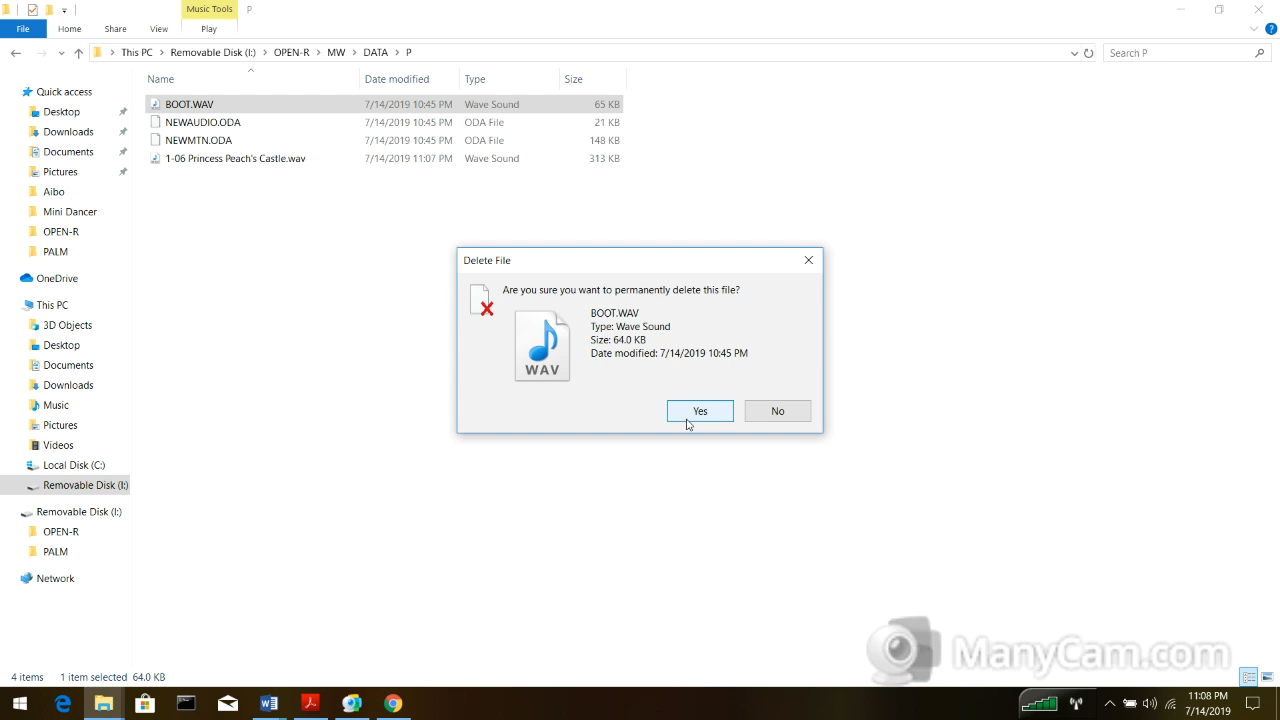 Music Tools P
File Home Share View Play
This PC Removable Disk (I:) OPEN-R MW DATA P Search P
Name Date modified Type Size
BOOT.WAV 7/14/2019 10:45 PM Wave Sound 65 KB
NEWAUDIO.ODA 7/14/2019 10:45 PM ODA File 21 KB
NEWMTN.ODA 7/14/2019 10:45 PM ODA File 148 KB
1-06 Princess Peach's Castle.wav 7/14/2019 11:07 PM Wave Sound 313 KB
Quick access
Desktop
Downloads
Documents
Pictures
Aibo
Mini Dancer
OPEN-R
PALM
OneDrive
This PC
3D Objects
Desktop
Documents
Downloads
Music
Pictures
Videos
Local Disk (C:)
Removable Disk (I:)
Removable Disk (I:)
OPEN-R
PALM
Network
Delete File
Are you sure you want to permanently delete this file?
BOOT.WAV
Type: Wave Sound
Size: 64.0 KB
Date modified: 7/14/2019 10:45 PM
WAV
Yes No
ManyCam.com
4 items 1 item selected 64.0 KB
11:08 PM
7/14/2019